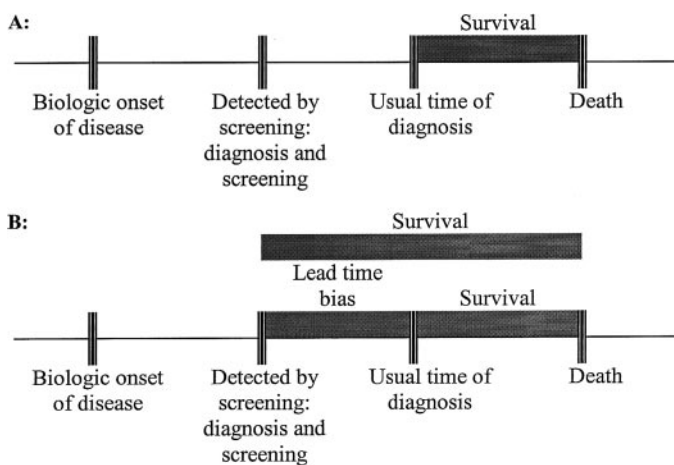 A:
Survival
Biologic onset
of disease
Detected by
screening:
diagnosis and
screening
Usual time of
diagnosis
Death
B:
Survival
Lead time
bias
Survival
Biologic onset
of disease
Detected by
screening:
diagnosis and
screening
Usual time of
diagnosis
Death